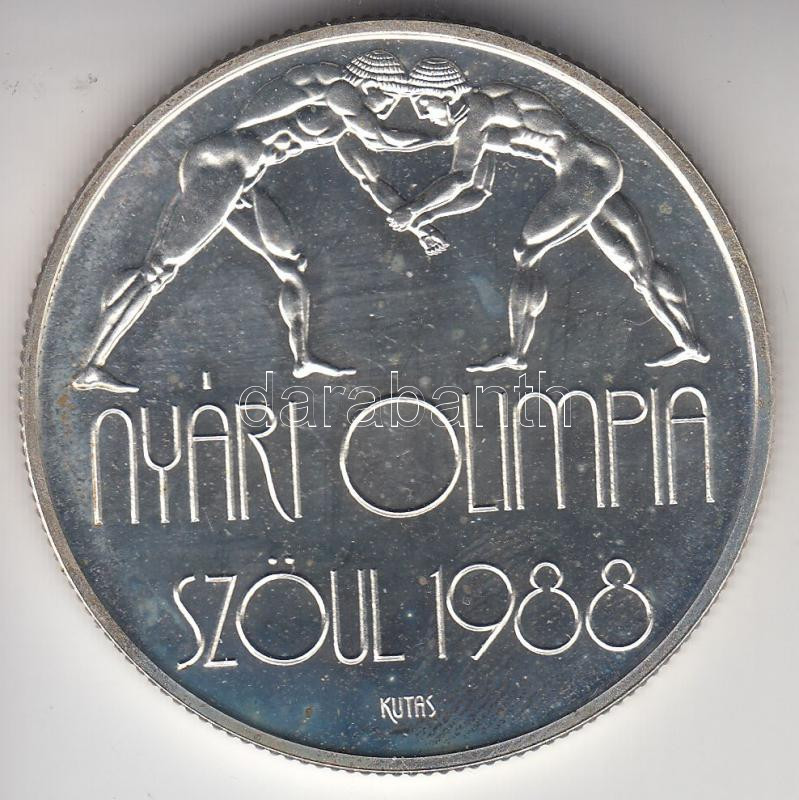 darabanth
NYÁRI OLIMPIA
SZÖUL 1988
KUTAS